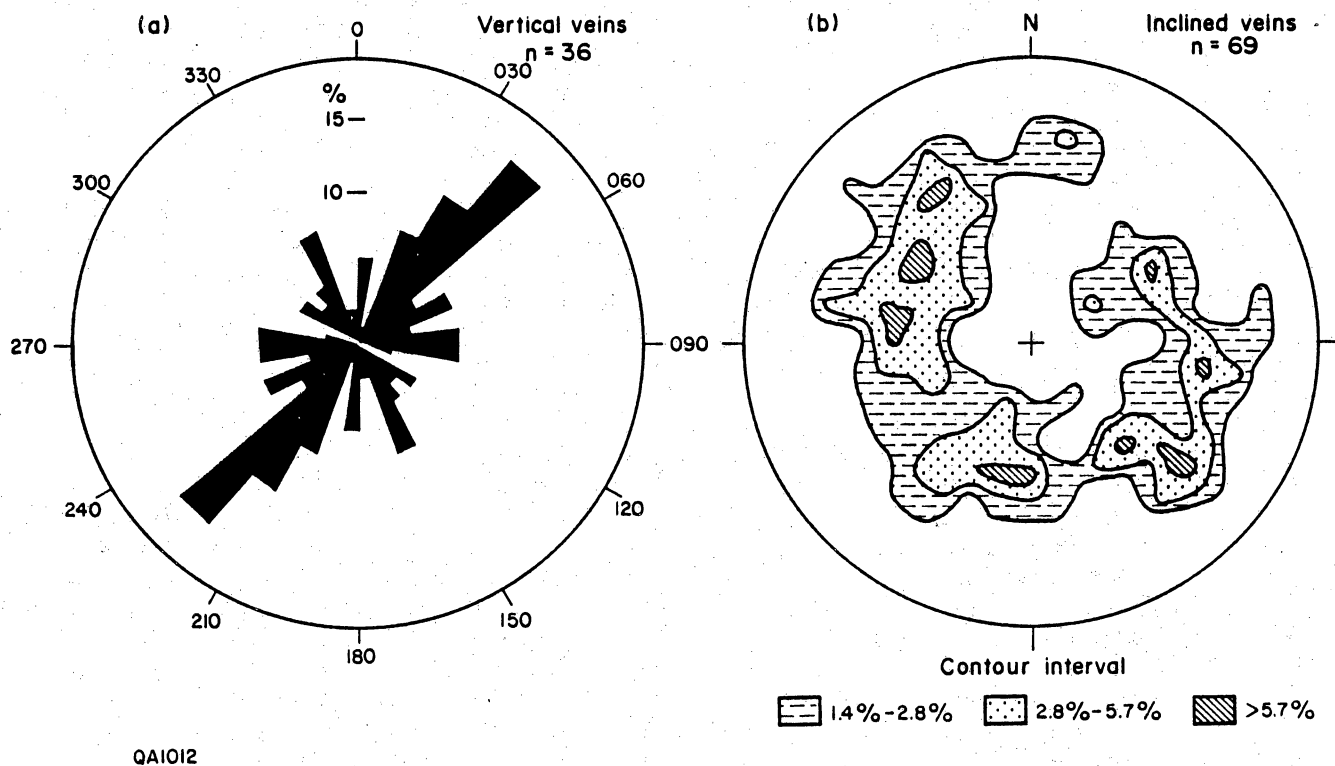 (a)
Vertical veins
n = 36
0
030
060
090
120
150
180
210
240
270
300
330
%
15
10
(b)
N
Inclined veins
n = 69
Contour interval
1.4%-2.8%
2.8%-5.7%
>5.7%
QA1012